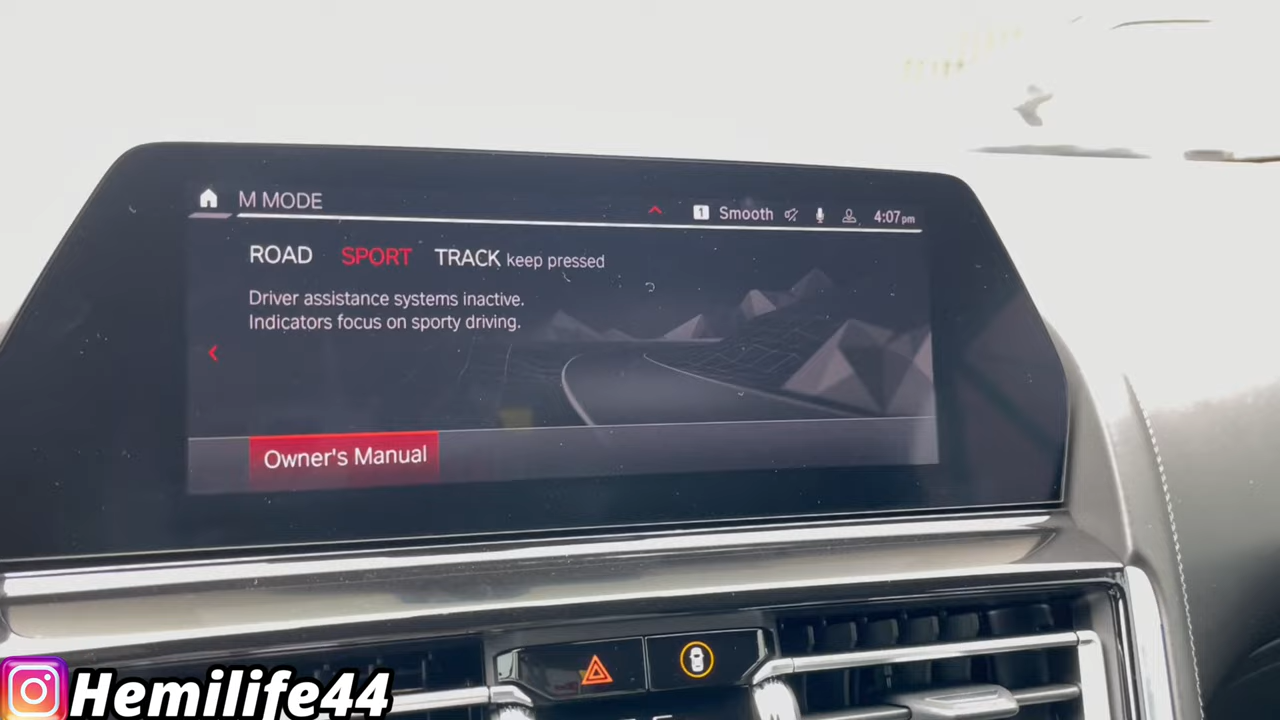 M MODE
1 Smooth 4:07pm
ROAD SPORT TRACK keep pressed
Driver assistance systems inactive.
Indicators focus on sporty driving.
Owner's Manual
Hemilife44